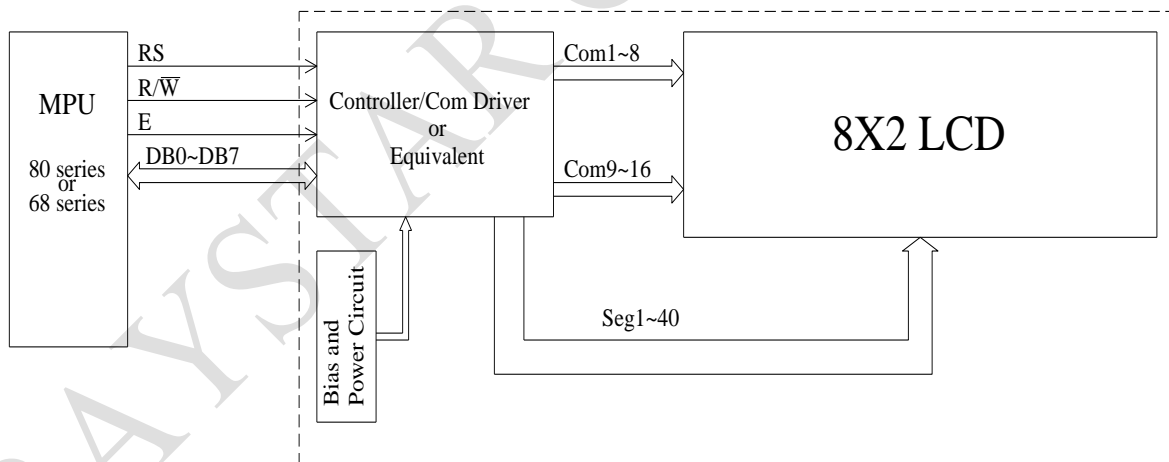 RS
R/W̅
E
DB0~DB7
MPU
80 series
or
68 series
Controller/Com Driver
or
Equivalent
Com1~8
Com9~16
8X2 LCD
Bias and
Power Circuit
Seg1~40
RAYSTAR